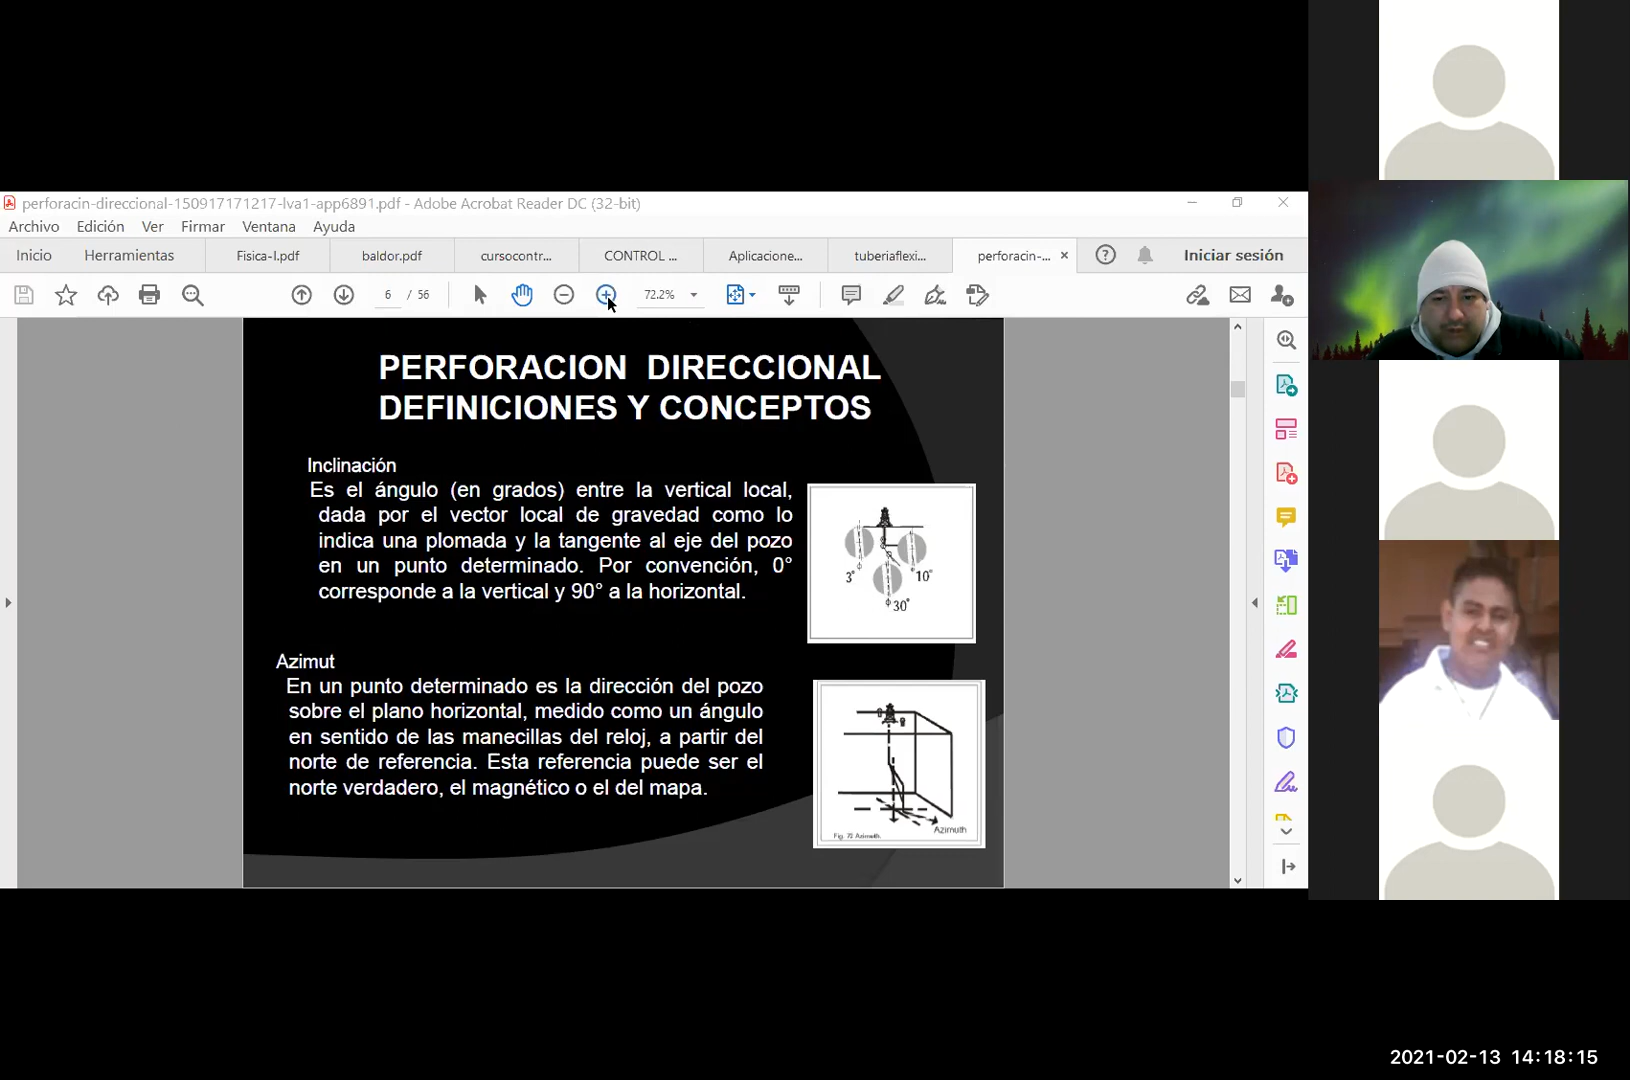 perforacin-direccional-150917171217-lva1-app6891.pdf - Adobe Acrobat Reader DC (32-bit)
Archivo Edición Ver Firmar Ventana Ayuda
Inicio Herramientas Fisica-I.pdf baldor.pdf cursocontr... CONTROL ... Aplicacione... tuberiaflexi... perforacin-... Iniciar sesión
6 / 56 72.2%
PERFORACION DIRECCIONAL
DEFINICIONES Y CONCEPTOS
Inclinación
Es el ángulo (en grados) entre la vertical local,
dada por el vector local de gravedad como lo
indica una plomada y la tangente al eje del pozo
en un punto determinado. Por convención, 0°
corresponde a la vertical y 90° a la horizontal.
3° 10°
30°
Azimut
En un punto determinado es la dirección del pozo
sobre el plano horizontal, medido como un ángulo
en sentido de las manecillas del reloj, a partir del
norte de referencia. Esta referencia puede ser el
norte verdadero, el magnético o el del mapa.
Azimuth
Fig. 72 Azimuth.
2021-02-13 14:18:15